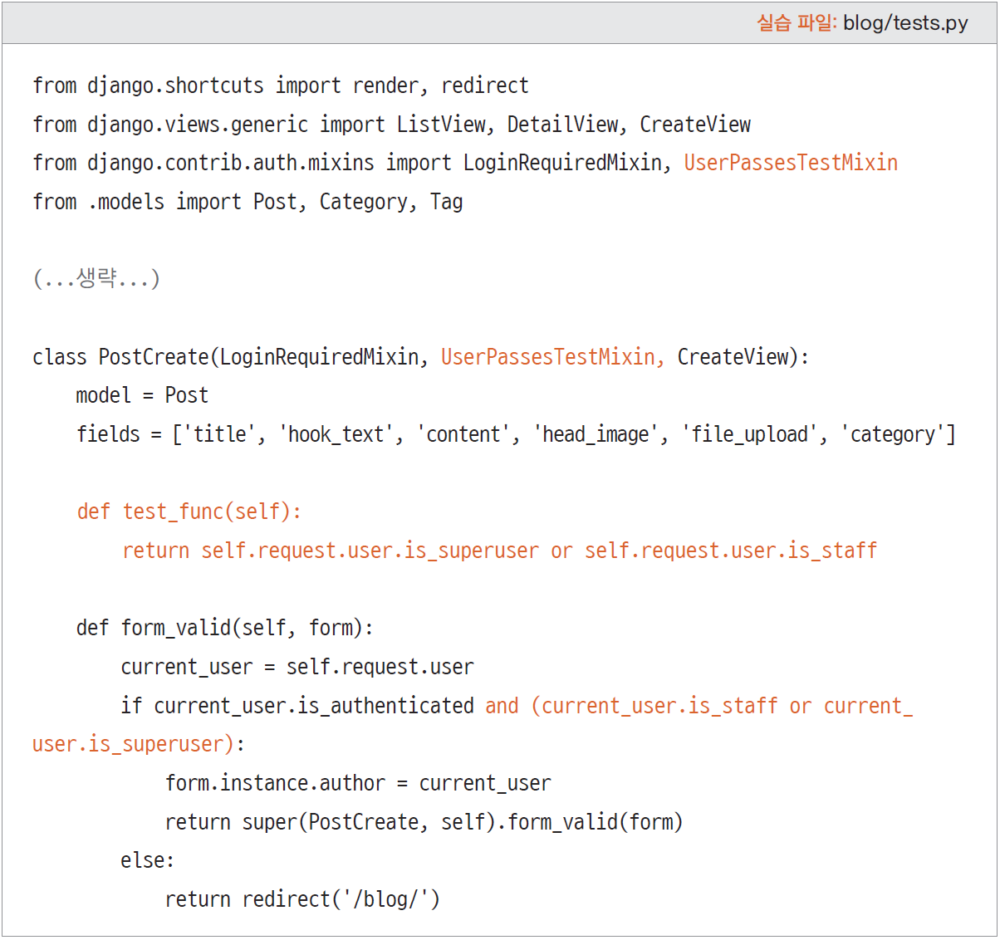 실습 파일: blog/tests.py
from django.shortcuts import render, redirect
from django.views.generic import ListView, DetailView, CreateView
from django.contrib.auth.mixins import LoginRequiredMixin, UserPassesTestMixin
from .models import Post, Category, Tag
(...생략...)
class PostCreate(LoginRequiredMixin, UserPassesTestMixin, CreateView):
    model = Post
    fields = ['title', 'hook_text', 'content', 'head_image', 'file_upload', 'category']
    def test_func(self):
        return self.request.user.is_superuser or self.request.user.is_staff
    def form_valid(self, form):
        current_user = self.request.user
        if current_user.is_authenticated and (current_user.is_staff or current_
user.is_superuser):
            form.instance.author = current_user
            return super(PostCreate, self).form_valid(form)
        else:
            return redirect('/blog/')